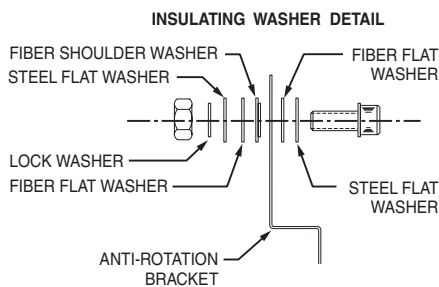 INSULATING WASHER DETAIL
FIBER SHOULDER WASHER
STEEL FLAT WASHER
LOCK WASHER
FIBER FLAT WASHER
FIBER FLAT
WASHER
STEEL FLAT
WASHER
ANTI-ROTATION
BRACKET